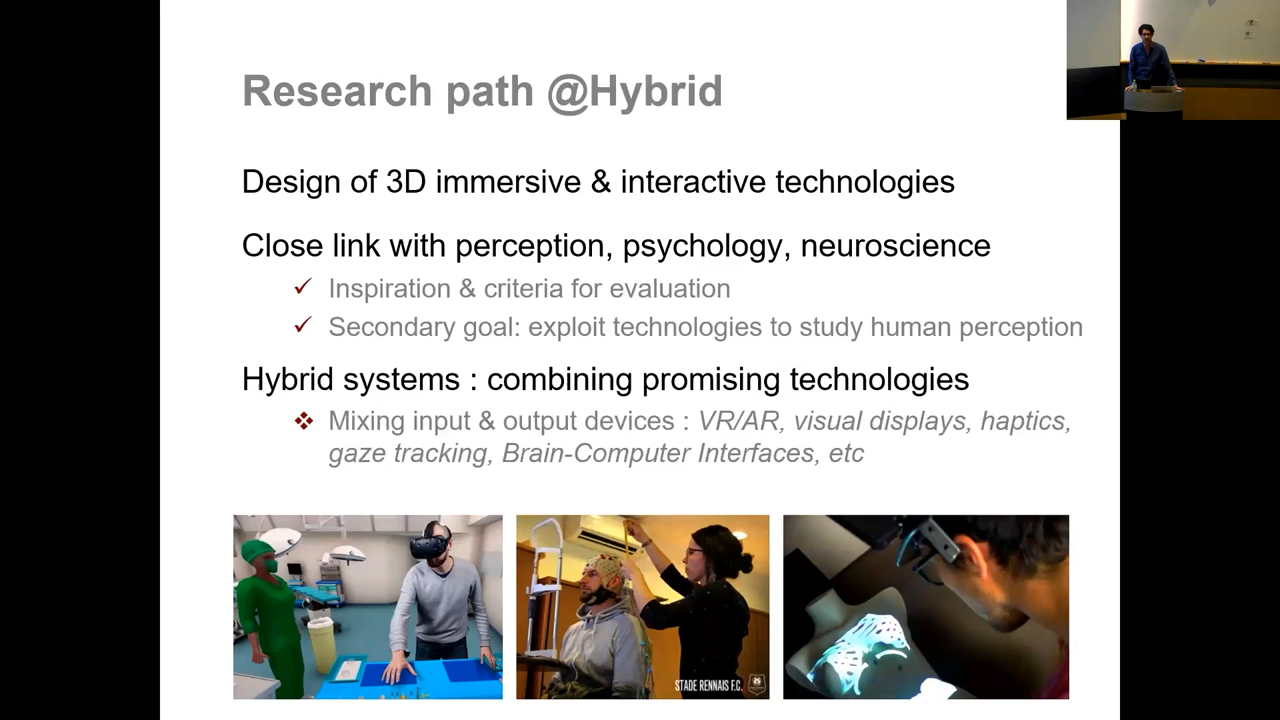 Research path @Hybrid
Design of 3D immersive & interactive technologies
Close link with perception, psychology, neuroscience
Inspiration & criteria for evaluation
Secondary goal: exploit technologies to study human perception
Hybrid systems : combining promising technologies
Mixing input & output devices : VR/AR, visual displays, haptics,
gaze tracking, Brain-Computer Interfaces, etc
STADE RENNAIS F.C.